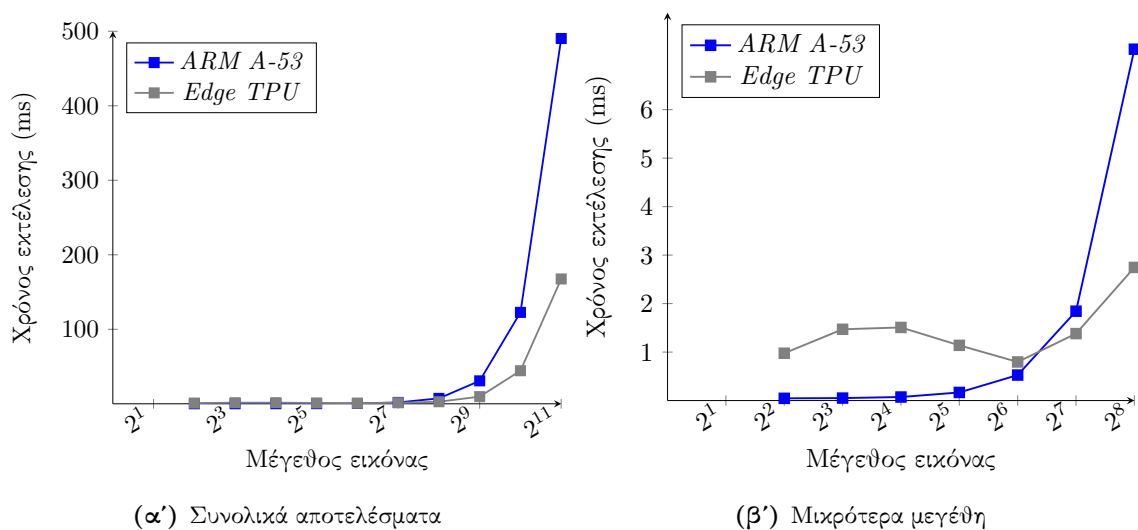 500
400
300
200
100
Χρόνος εκτέλεσης (ms)
ARM A-53
Edge TPU
2^1
2^3
2^5
2^7
2^9
2^11
Μέγεθος εικόνας
(α΄) Συνολικά αποτελέσματα
6
5
4
3
2
1
Χρόνος εκτέλεσης (ms)
ARM A-53
Edge TPU
2^1
2^2
2^3
2^4
2^5
2^6
2^7
2^8
Μέγεθος εικόνας
(β΄) Μικρότερα μεγέθη